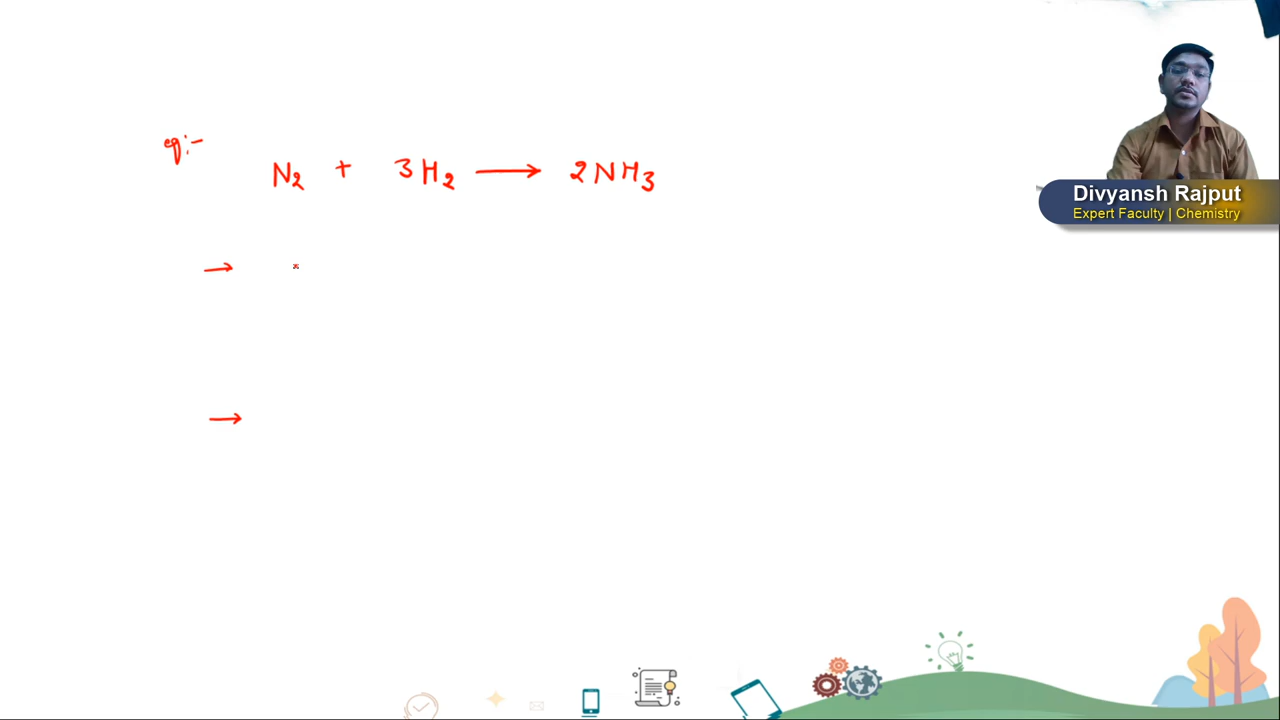 Divyansh Rajput
Expert Faculty | Chemistry
eg:-
N₂ + 3H₂ ⟶ 2NH₃
→
→